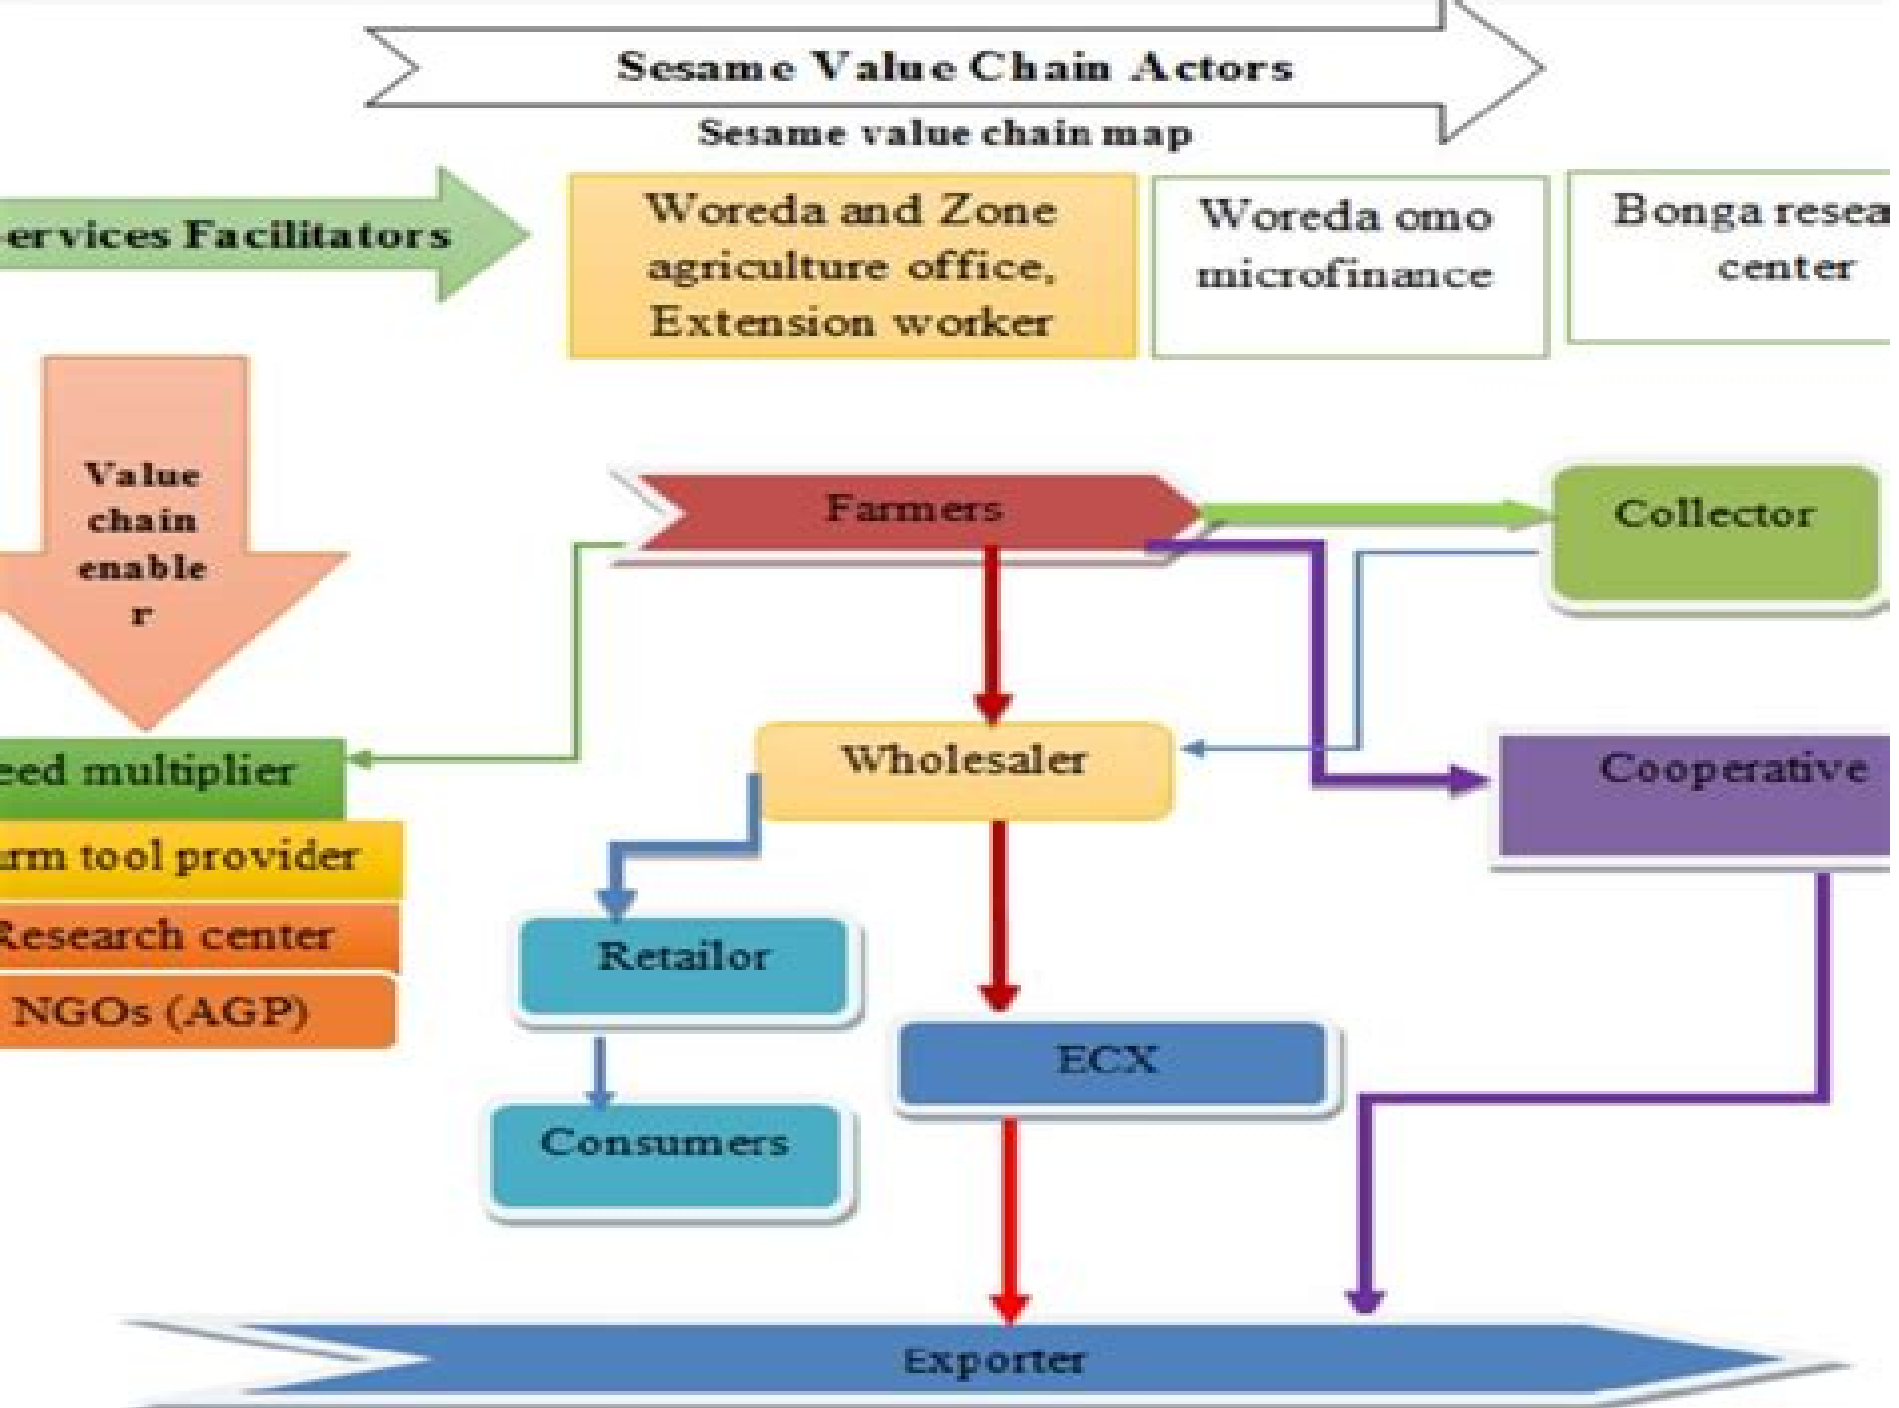 Sesame Value Chain Actors
Sesame value chain map
ervices Facilitators
Woreda and Zone
agriculture office,
Extension worker
Woreda omo
microfinance
Bonga resea
center
Value
chain
enable
r
Farmers
Collector
eed multiplier
Wholesaler
Cooperative
arm tool provider
Research center
NGOs (AGP)
Retailor
ECX
Consumers
Exporter